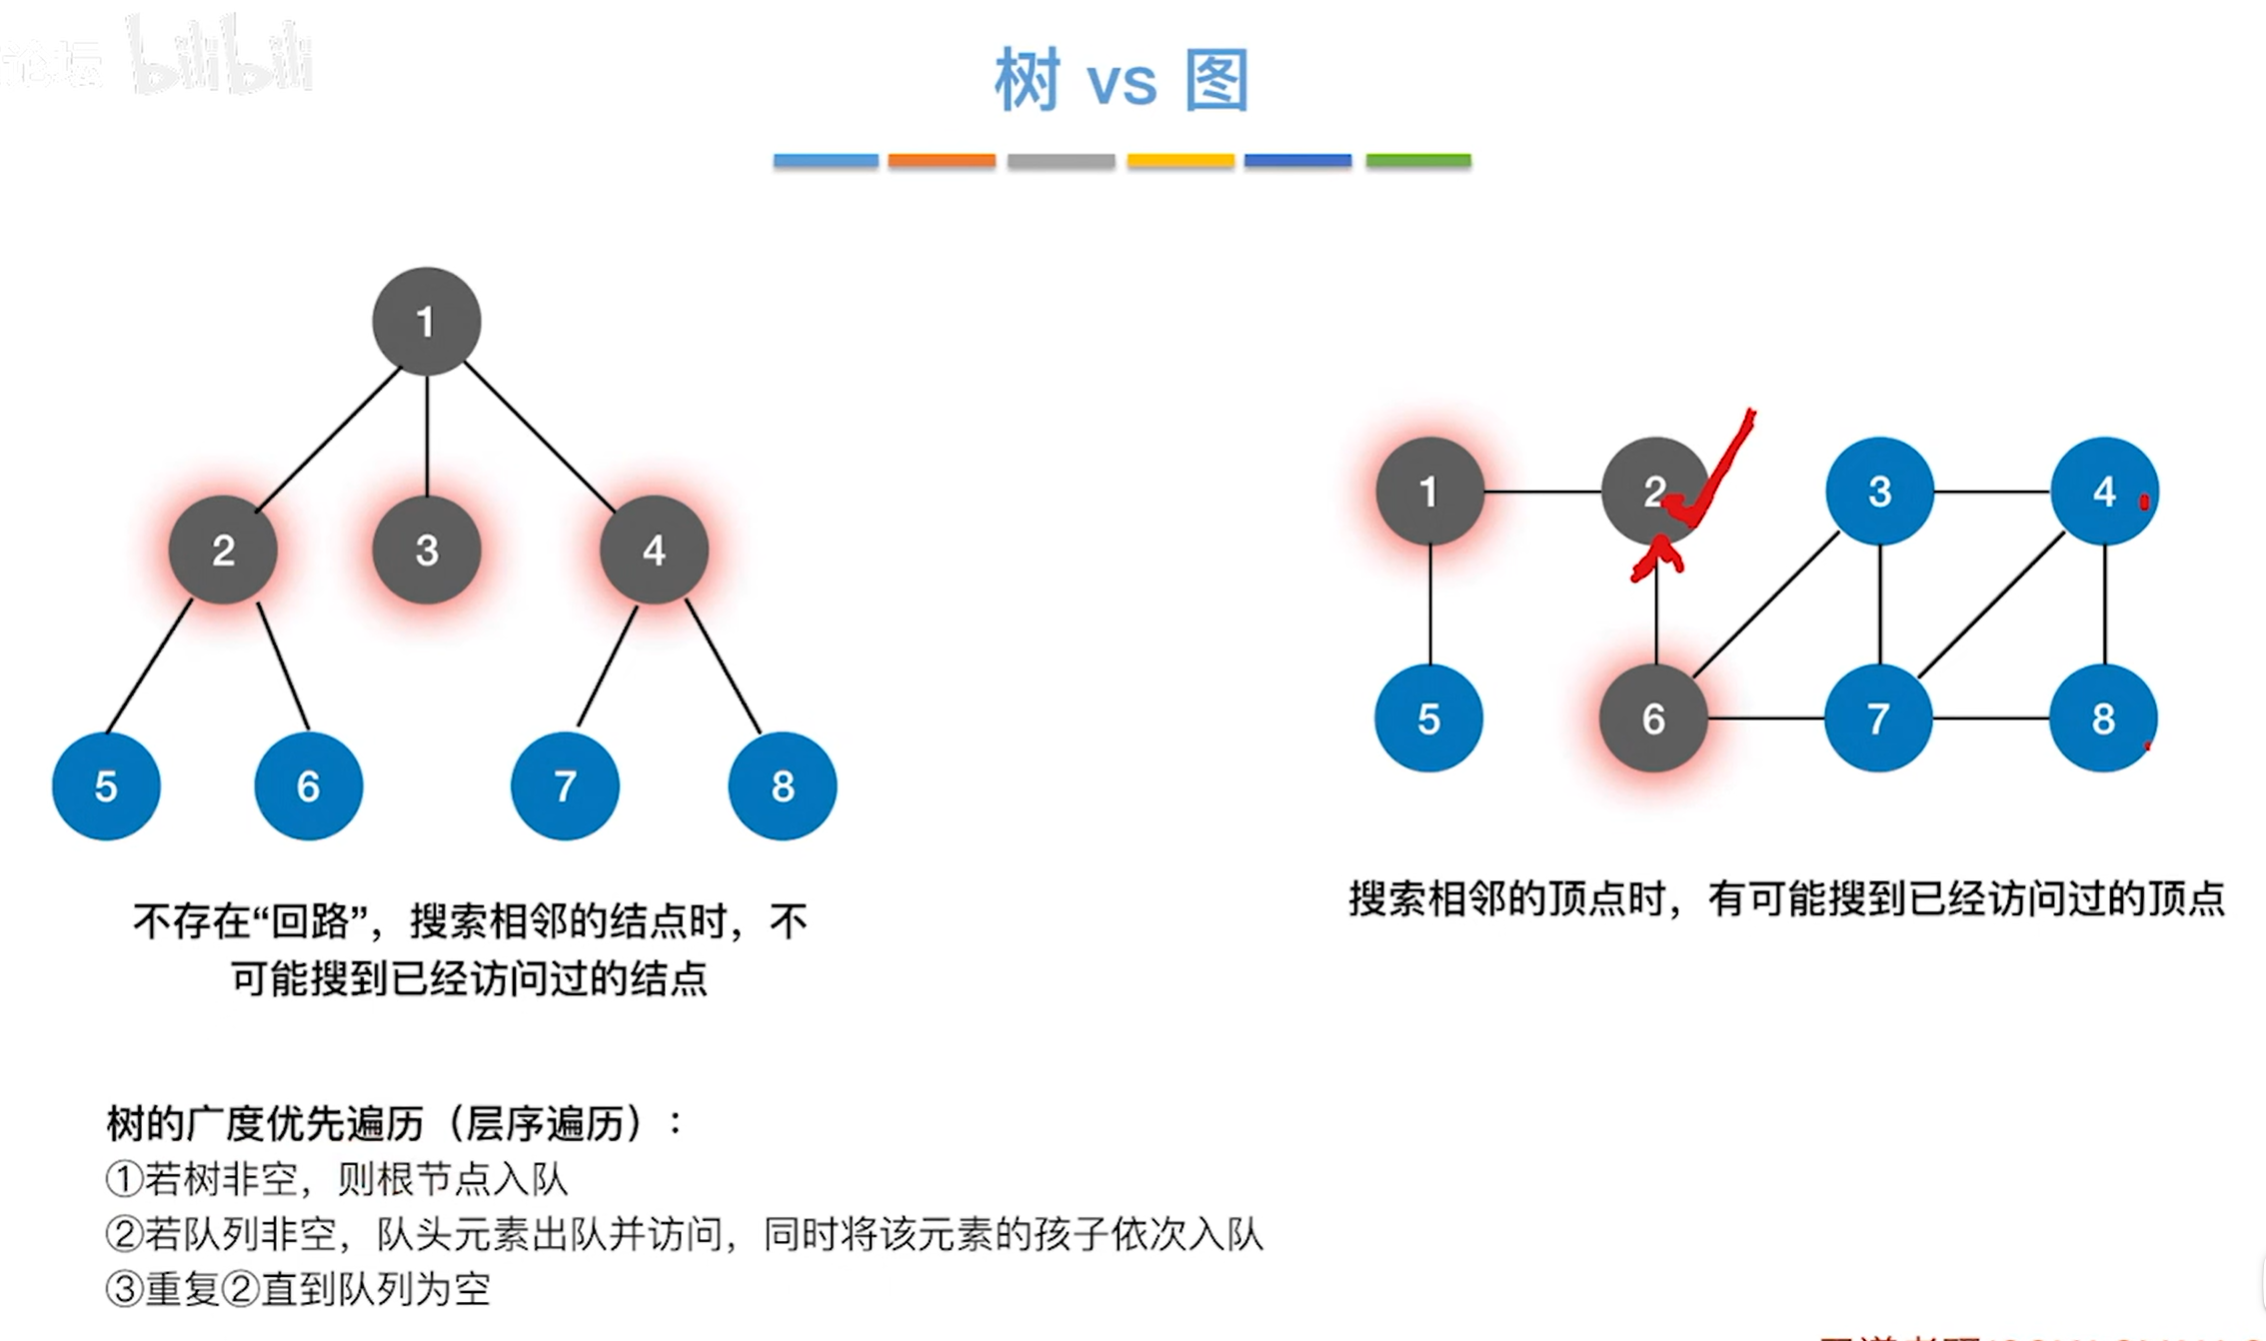 论坛 bilibili
树 vs 图
1
2 3 4
5 6 7 8
不存在“回路”，搜索相邻的结点时，不
可能搜到已经访问过的结点
1 2 3 4
5 6 7 8
搜索相邻的顶点时，有可能搜到已经访问过的顶点
树的广度优先遍历（层序遍历）：
①若树非空，则根节点入队
②若队列非空，队头元素出队并访问，同时将该元素的孩子依次入队
③重复②直到队列为空